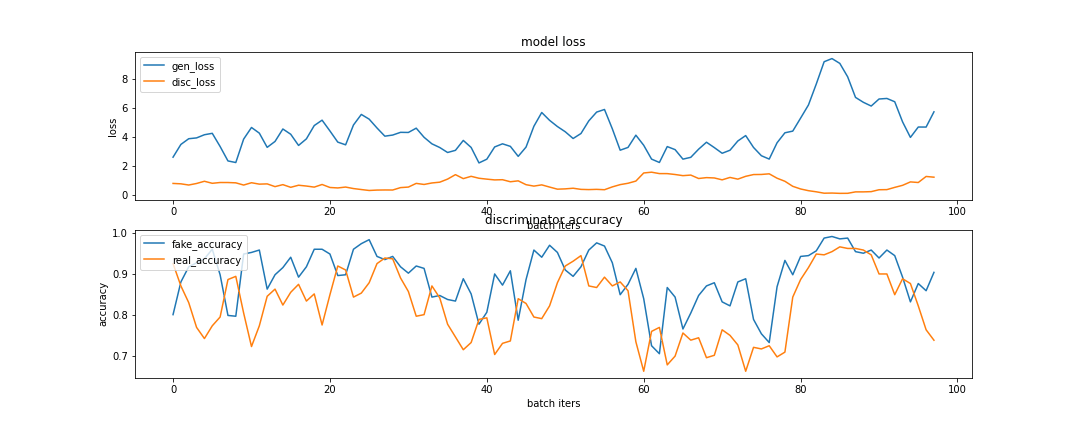 model loss
gen_loss
disc_loss
loss
8
6
4
2
0
0 20 40 60 80 100
batch iters
discriminator accuracy
fake_accuracy
real_accuracy
accuracy
1.0
0.9
0.8
0.7
0 20 40 60 80 100
batch iters